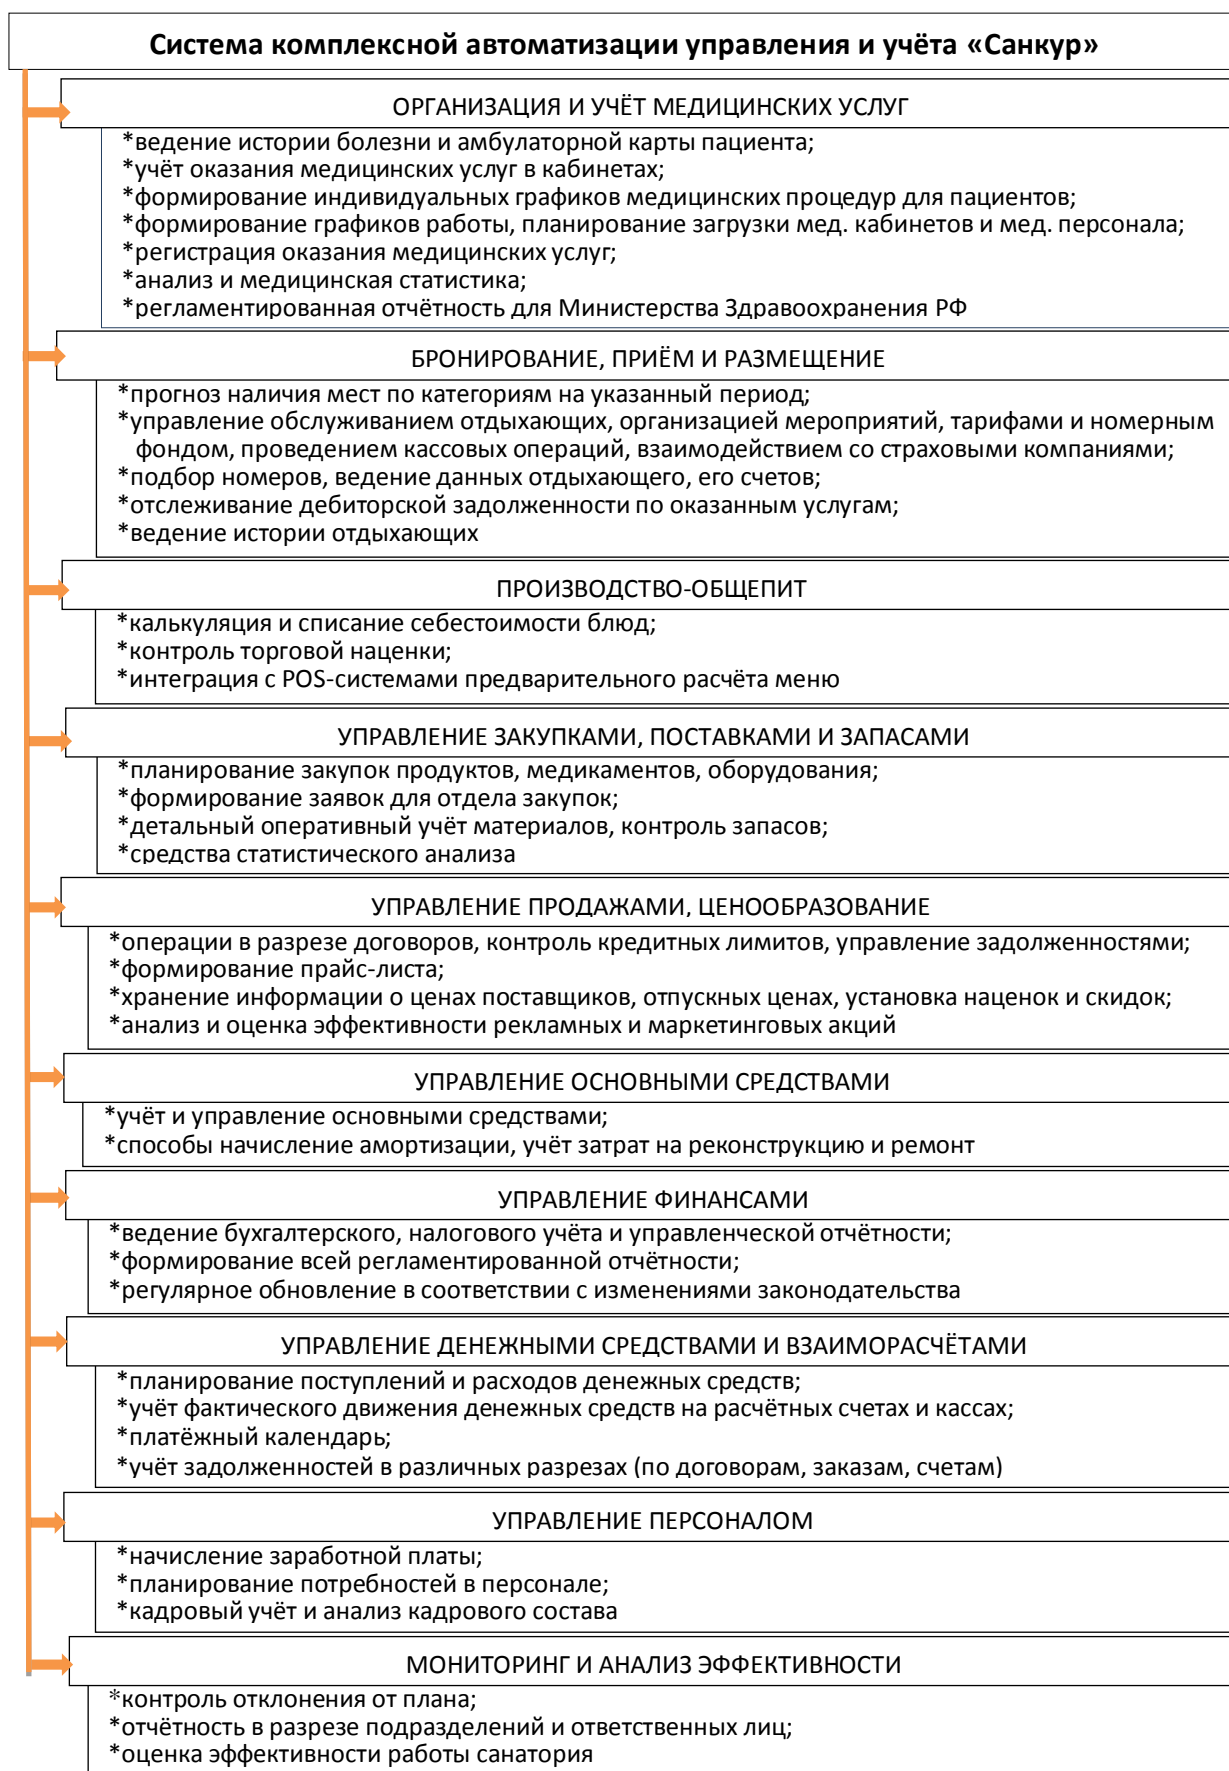 Система комплексной автоматизации управления и учёта «Санкур»
ОРГАНИЗАЦИЯ И УЧЁТ МЕДИЦИНСКИХ УСЛУГ
*ведение истории болезни и амбулаторной карты пациента;
*учёт оказания медицинских услуг в кабинетах;
*формирование индивидуальных графиков медицинских процедур для пациентов;
*формирование графиков работы, планирование загрузки мед. кабинетов и мед. персонала;
*регистрация оказания медицинских услуг;
*анализ и медицинская статистика;
*регламентированная отчётность для Министерства Здравоохранения РФ
БРОНИРОВАНИЕ, ПРИЁМ И РАЗМЕЩЕНИЕ
*прогноз наличия мест по категориям на указанный период;
*управление обслуживанием отдыхающих, организацией мероприятий, тарифами и номерным
фондом, проведением кассовых операций, взаимодействием со страховыми компаниями;
*подбор номеров, ведение данных отдыхающего, его счетов;
*отслеживание дебиторской задолженности по оказанным услугам;
*ведение истории отдыхающих
ПРОИЗВОДСТВО-ОБЩЕПИТ
*калькуляция и списание себестоимости блюд;
*контроль торговой наценки;
*интеграция с POS-системами предварительного расчёта меню
УПРАВЛЕНИЕ ЗАКУПКАМИ, ПОСТАВКАМИ И ЗАПАСАМИ
*планирование закупок продуктов, медикаментов, оборудования;
*формирование заявок для отдела закупок;
*детальный оперативный учёт материалов, контроль запасов;
*средства статистического анализа
УПРАВЛЕНИЕ ПРОДАЖАМИ, ЦЕНООБРАЗОВАНИЕ
*операции в разрезе договоров, контроль кредитных лимитов, управление задолженностями;
*формирование прайс-листа;
*хранение информации о ценах поставщиков, отпускных ценах, установка наценок и скидок;
*анализ и оценка эффективности рекламных и маркетинговых акций
УПРАВЛЕНИЕ ОСНОВНЫМИ СРЕДСТВАМИ
*учёт и управление основными средствами;
*способы начисление амортизации, учёт затрат на реконструкцию и ремонт
УПРАВЛЕНИЕ ФИНАНСАМИ
*ведение бухгалтерского, налогового учёта и управленческой отчётности;
*формирование всей регламентированной отчётности;
*регулярное обновление в соответствии с изменениями законодательства
УПРАВЛЕНИЕ ДЕНЕЖНЫМИ СРЕДСТВАМИ И ВЗАИМОРАСЧЁТАМИ
*планирование поступлений и расходов денежных средств;
*учёт фактического движения денежных средств на расчётных счетах и кассах;
*платёжный календарь;
*учёт задолженностей в различных разрезах (по договорам, заказам, счетам)
УПРАВЛЕНИЕ ПЕРСОНАЛОМ
*начисление заработной платы;
*планирование потребностей в персонале;
*кадровый учёт и анализ кадрового состава
МОНИТОРИНГ И АНАЛИЗ ЭФФЕКТИВНОСТИ
*контроль отклонения от плана;
*отчётность в разрезе подразделений и ответственных лиц;
*оценка эффективности работы санатория